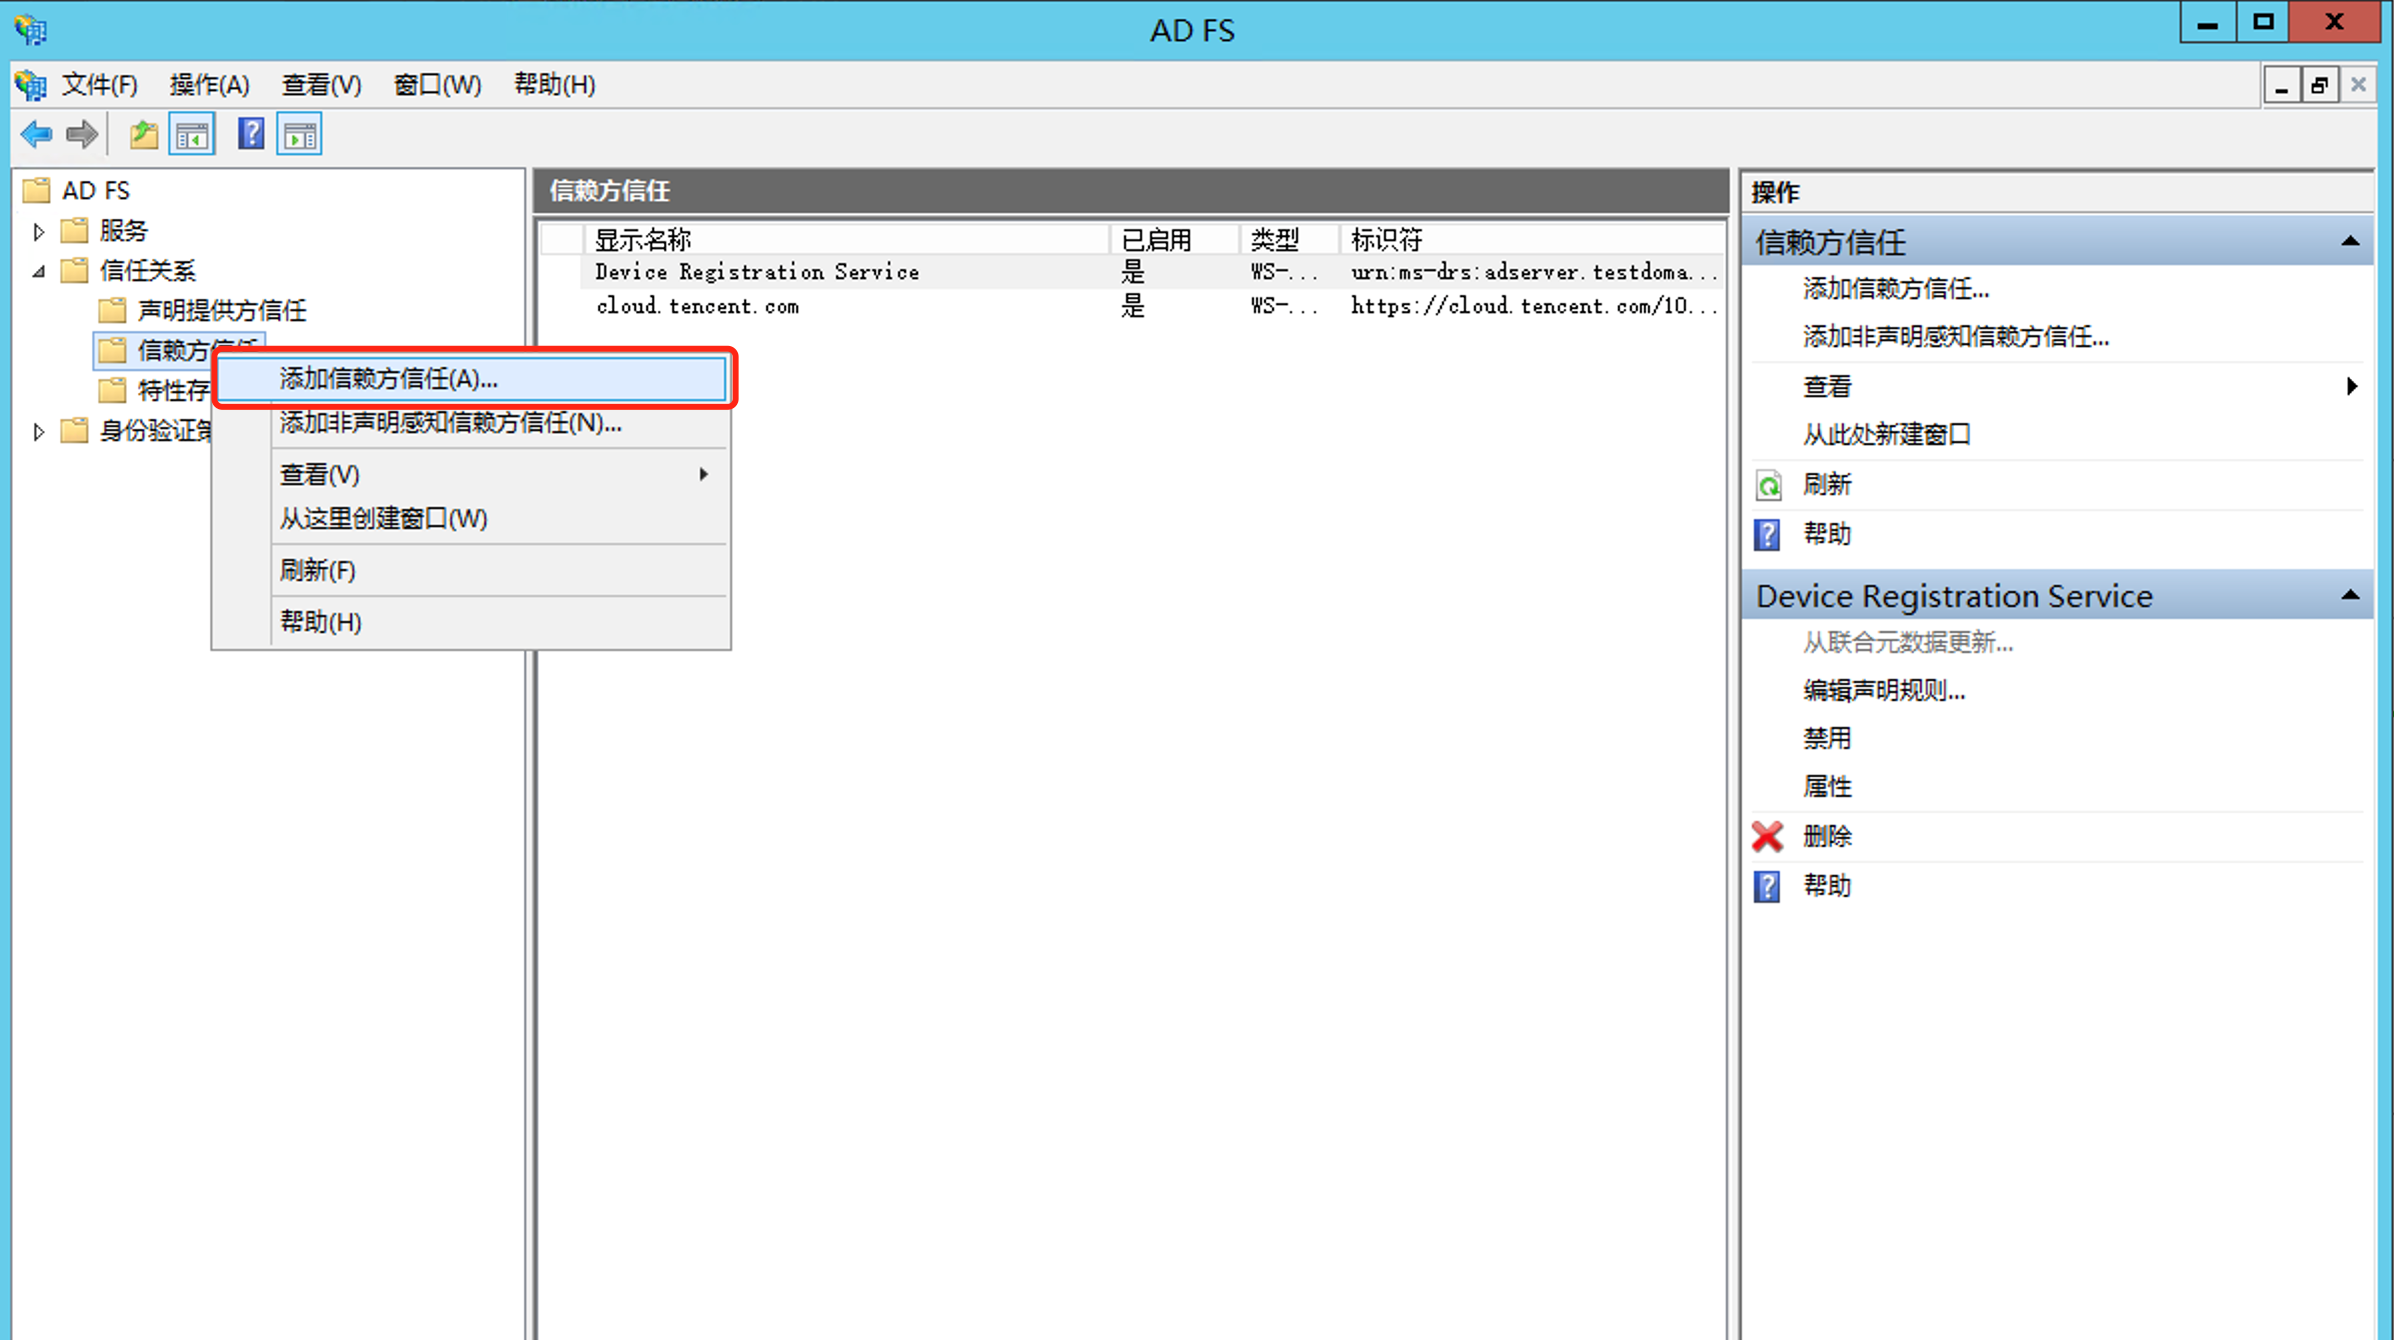 AD FS
文件(F) 操作(A) 查看(V) 窗口(W) 帮助(H)
AD FS
服务
信任关系
声明提供方信任
信赖方信任
特性存
身份验证策
添加信赖方信任(A)...
添加非声明感知信赖方信任(N)...
查看(V)
从这里创建窗口(W)
刷新(F)
帮助(H)
信赖方信任
显示名称 已启用 类型 标识符
Device Registration Service 是 WS-... urn:ms-drs:adserver.testdoma...
cloud.tencent.com 是 WS-... https://cloud.tencent.com/10...
操作
信赖方信任
添加信赖方信任...
添加非声明感知信赖方信任...
查看
从此处新建窗口
刷新
帮助
Device Registration Service
从联合元数据更新...
编辑声明规则...
禁用
属性
删除
帮助